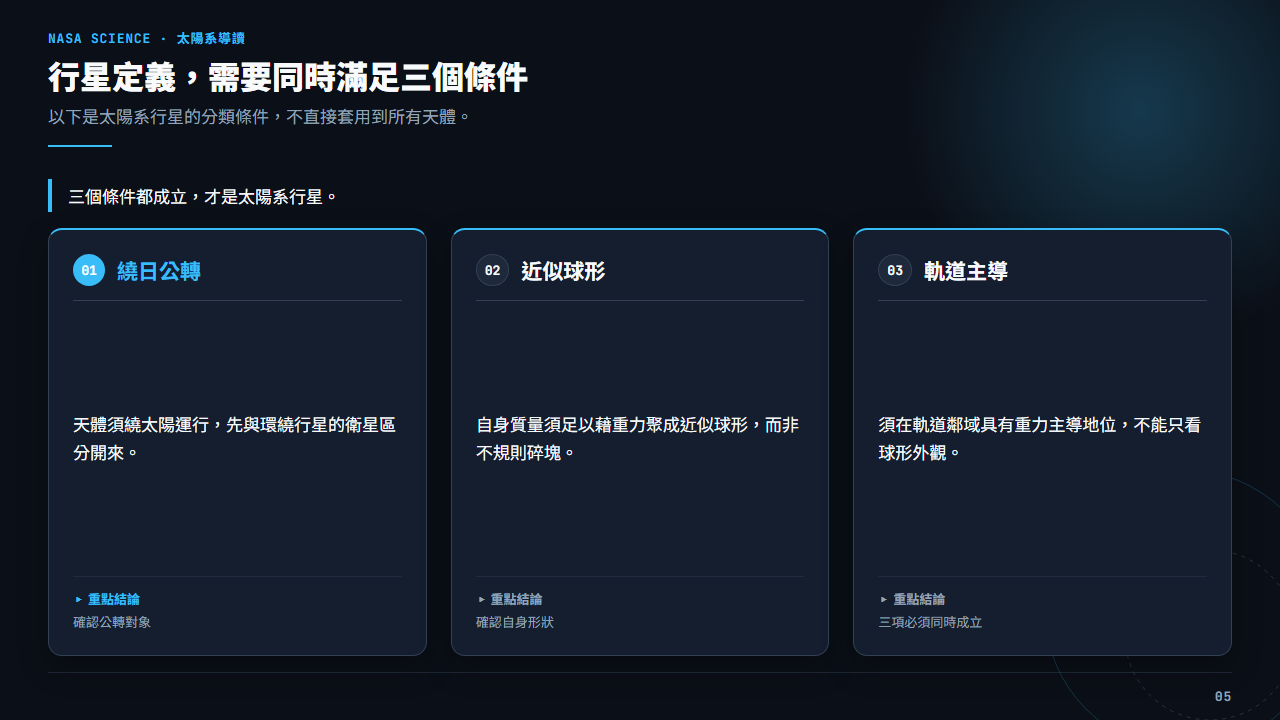 NASA SCIENCE · 太陽系導讀
行星定義，需要同時滿足三個條件
以下是太陽系行星的分類條件，不直接套用到所有天體。
三個條件都成立，才是太陽系行星。
01 繞日公轉
天體須繞太陽運行，先與環繞行星的衛星區
分開來。
▸ 重點結論
確認公轉對象
02 近似球形
自身質量須足以藉重力聚成近似球形，而非
不規則碎塊。
▸ 重點結論
確認自身形狀
03 軌道主導
須在軌道鄰域具有重力主導地位，不能只看
球形外觀。
▸ 重點結論
三項必須同時成立
05